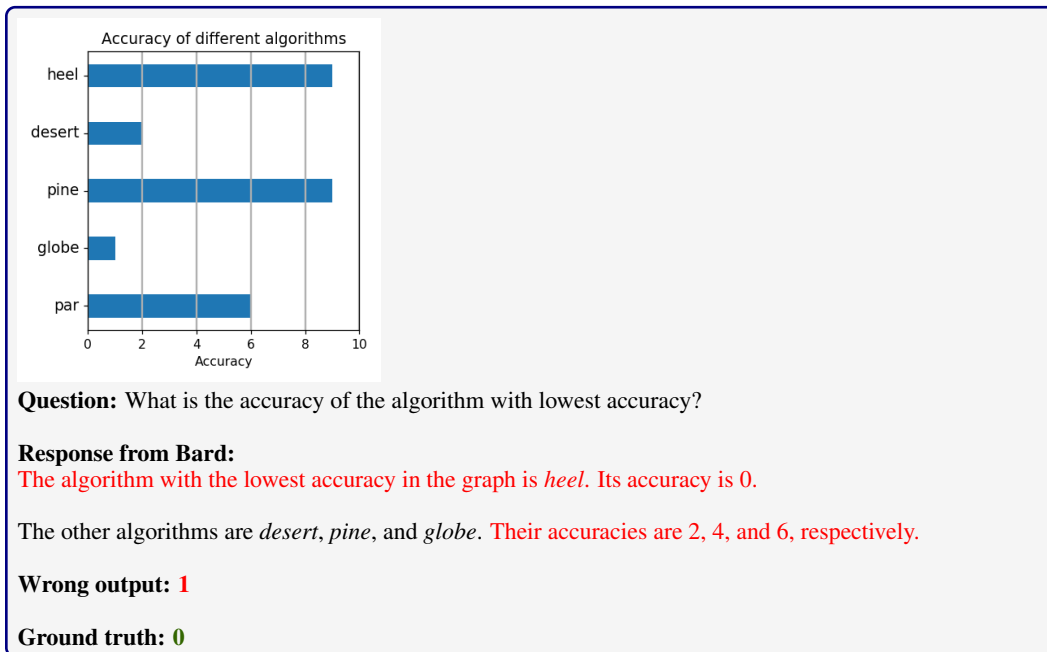 Accuracy of different algorithms
heel
desert
pine
globe
par
0 2 4 6 8 10
Accuracy
Question: What is the accuracy of the algorithm with lowest accuracy?
Response from Bard:
The algorithm with the lowest accuracy in the graph is heel. Its accuracy is 0.
The other algorithms are desert, pine, and globe. Their accuracies are 2, 4, and 6, respectively.
Wrong output: 1
Ground truth: 0